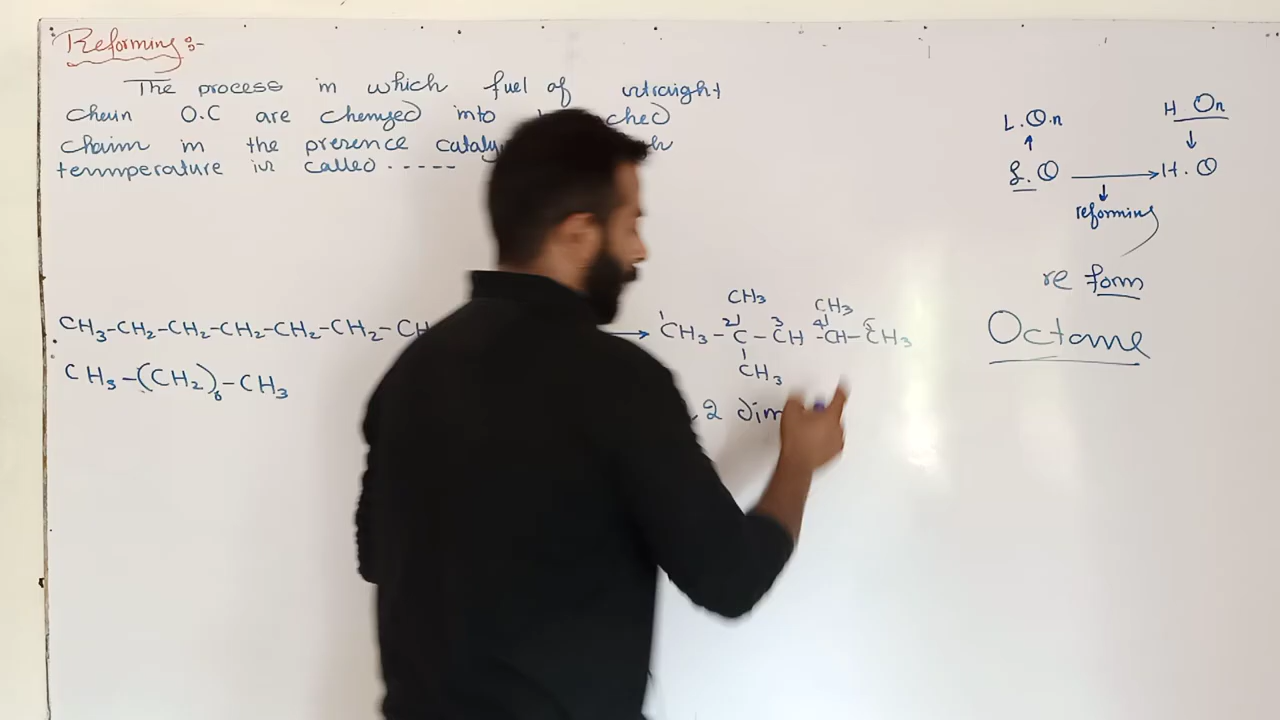 Reforming :-
The process in which fuel of straight
chain O.C are changed into
chain in the presence
temperature is called -----
L.O.n
H On
L.O → H.O
reforming
re form
Octane
CH3-CH2-CH2-CH2-CH2-CH2-CH
CH3-(CH2)6-CH3
CH3 CH3
1CH3-2C-3CH-4CH-5CH3
CH3
2 dim